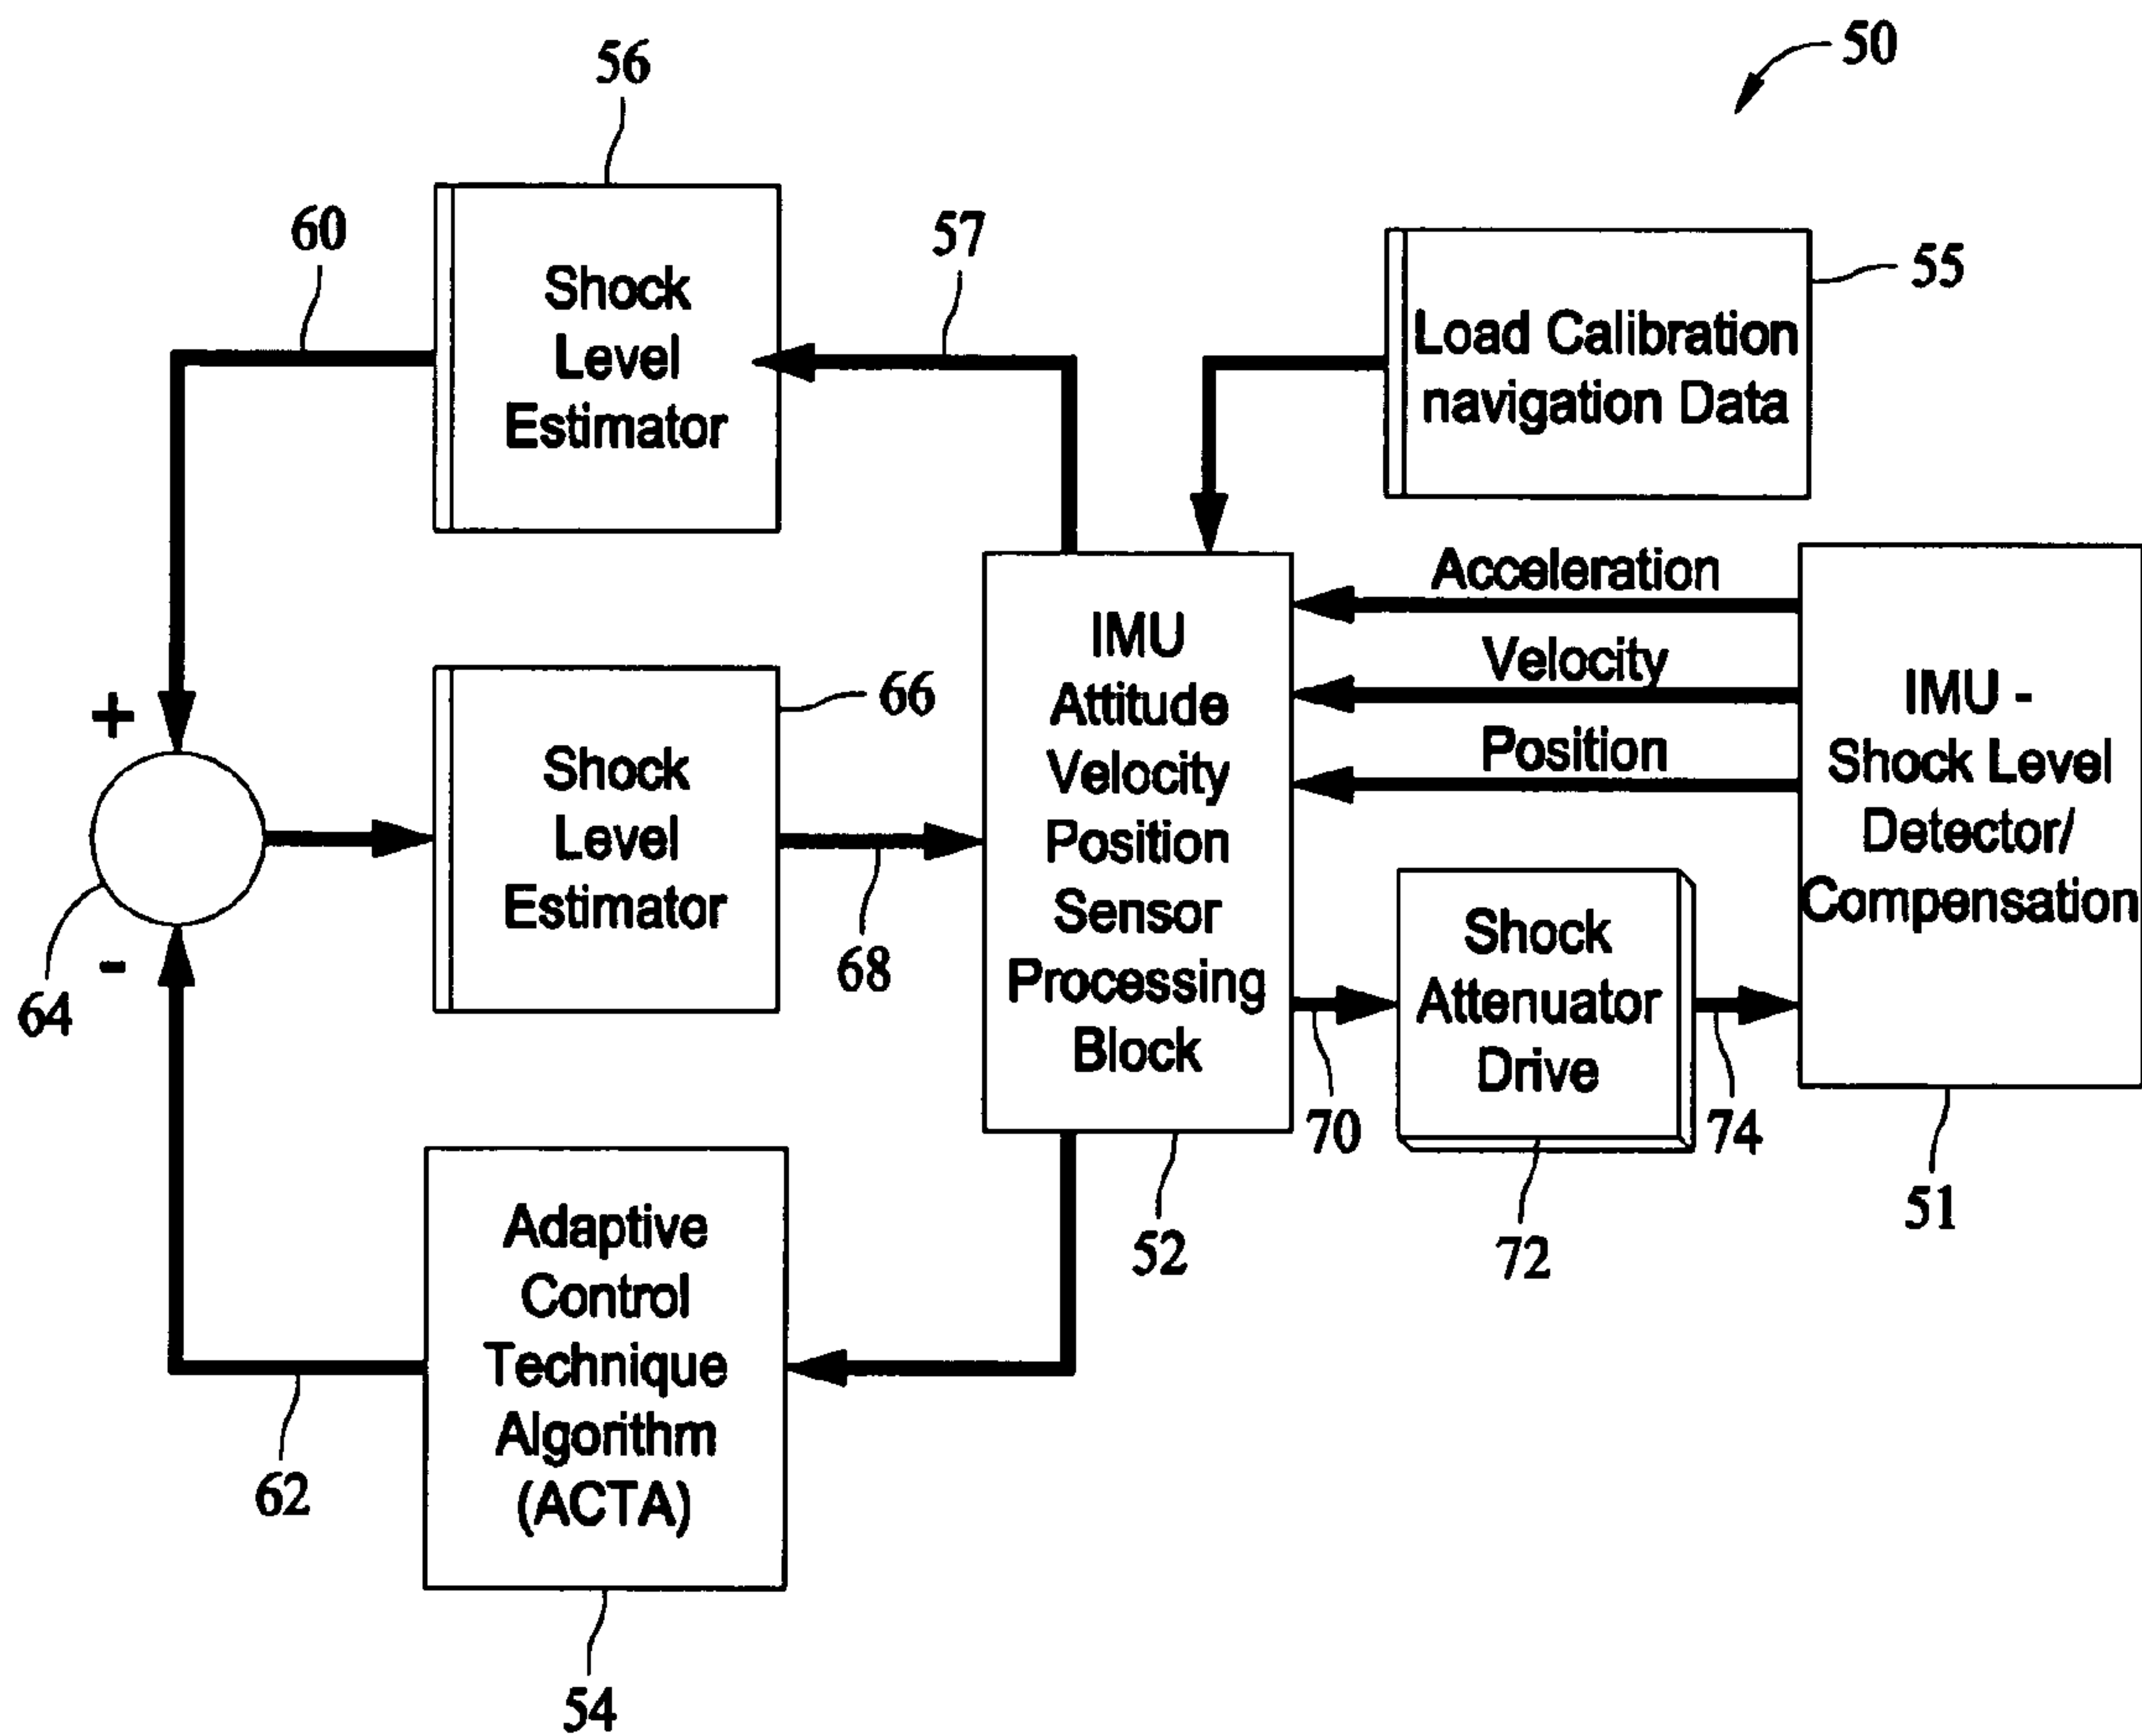 50
56
60
57
55
Shock
Level
Estimator
Load Calibration
navigation Data
Acceleration
Velocity
Position
IMU -
Shock Level
Detector/
Compensation
51
IMU
Attitude
Velocity
Position
Sensor
Processing
Block
52
+
-
64
66
Shock
Level
Estimator
68
70
Shock
Attenuator
Drive
72
74
Adaptive
Control
Technique
Algorithm
(ACTA)
62
54